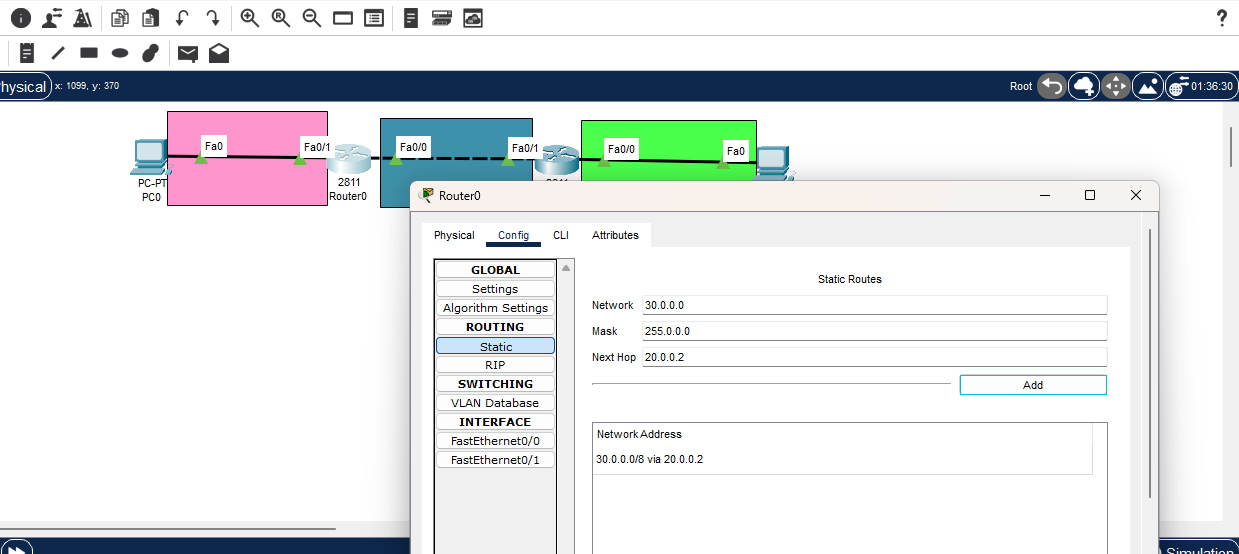 ?
hysical
x: 1099, y: 370
Root
01:36:30
Fa0
Fa0/1
Fa0/0
Fa0/1
Fa0/0
Fa0
PC-PT
PC0
2811
Router0
Router0
Physical
Config
CLI
Attributes
GLOBAL
Settings
Algorithm Settings
ROUTING
Static
RIP
SWITCHING
VLAN Database
INTERFACE
FastEthernet0/0
FastEthernet0/1
Static Routes
Network 30.0.0.0
Mask 255.0.0.0
Next Hop 20.0.0.2
Add
Network Address
30.0.0.0/8 via 20.0.0.2
Simulation